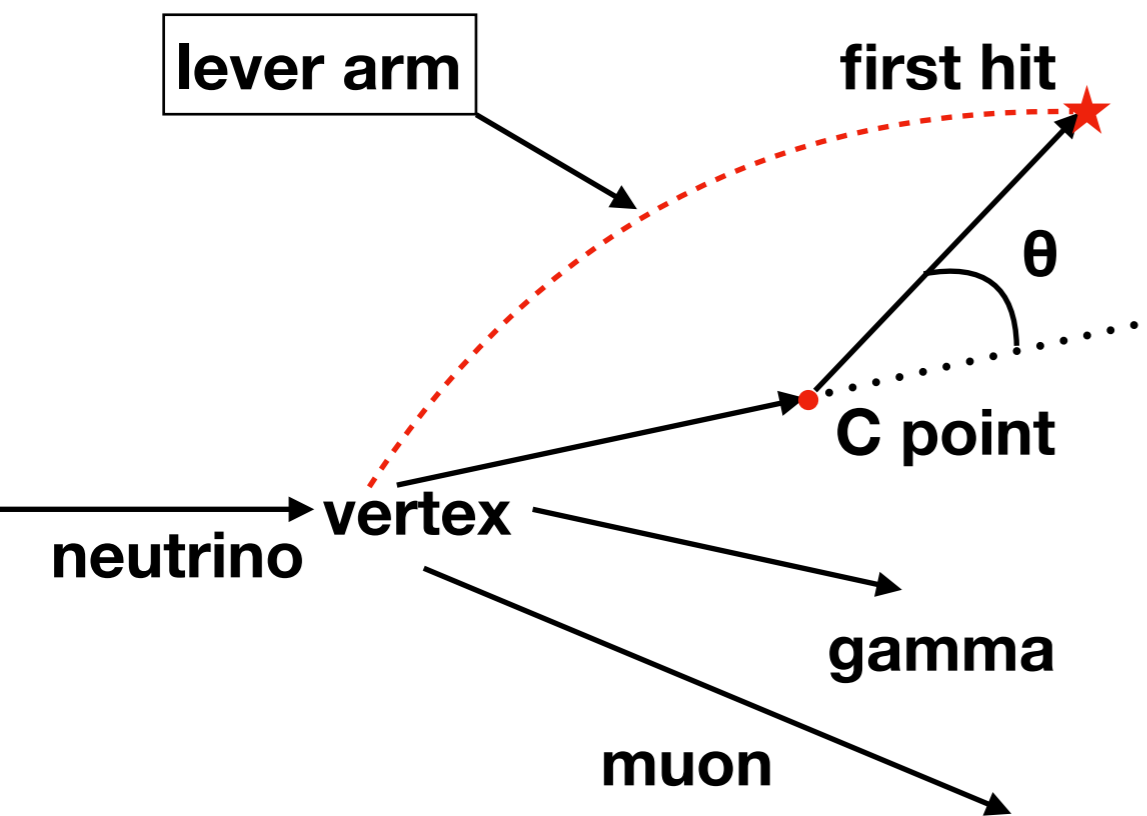 lever arm
first hit
θ
C point
vertex
neutrino
gamma
muon